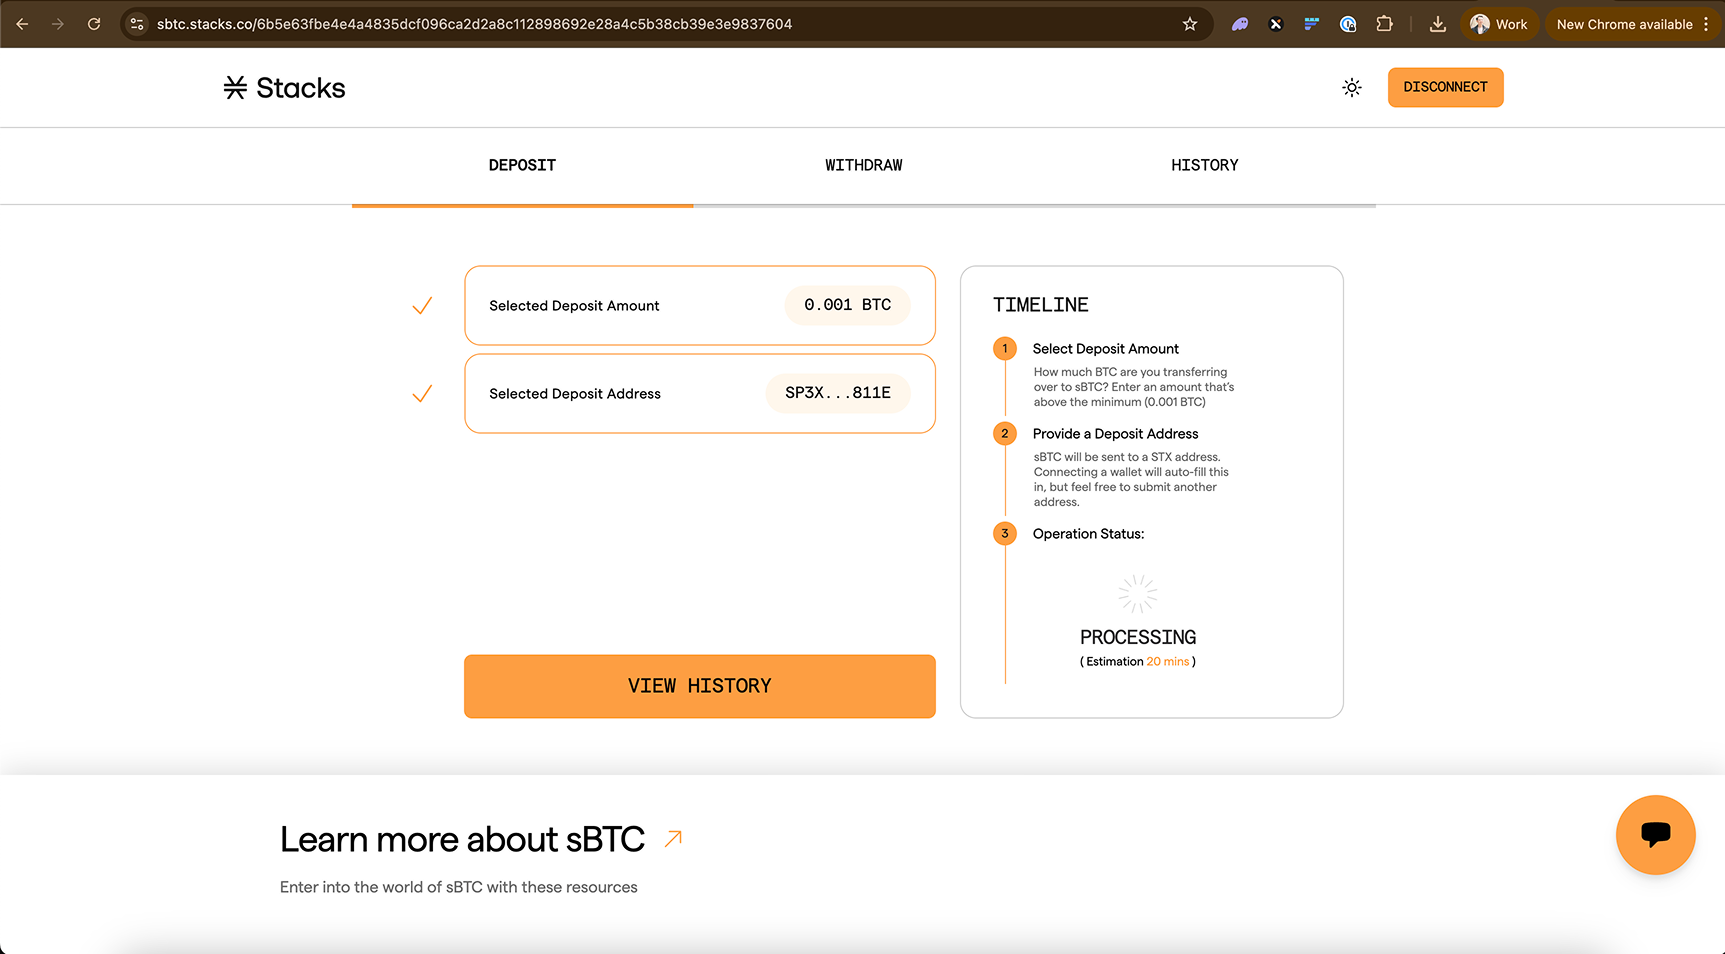 sbtc.stacks.co/6b5e63fbe4e4a4835dcf096ca2d2a8c112898692e28a4c5b38cb39e3e9837604
Work
New Chrome available
Stacks
DISCONNECT
DEPOSIT
WITHDRAW
HISTORY
Selected Deposit Amount
0.001 BTC
Selected Deposit Address
SP3X...811E
VIEW HISTORY
TIMELINE
1
Select Deposit Amount
How much BTC are you transferring
over to sBTC? Enter an amount that's
above the minimum (0.001 BTC)
2
Provide a Deposit Address
sBTC will be sent to a STX address.
Connecting a wallet will auto-fill this
in, but feel free to submit another
address.
3
Operation Status:
PROCESSING
( Estimation 20 mins )
Learn more about sBTC
Enter into the world of sBTC with these resources